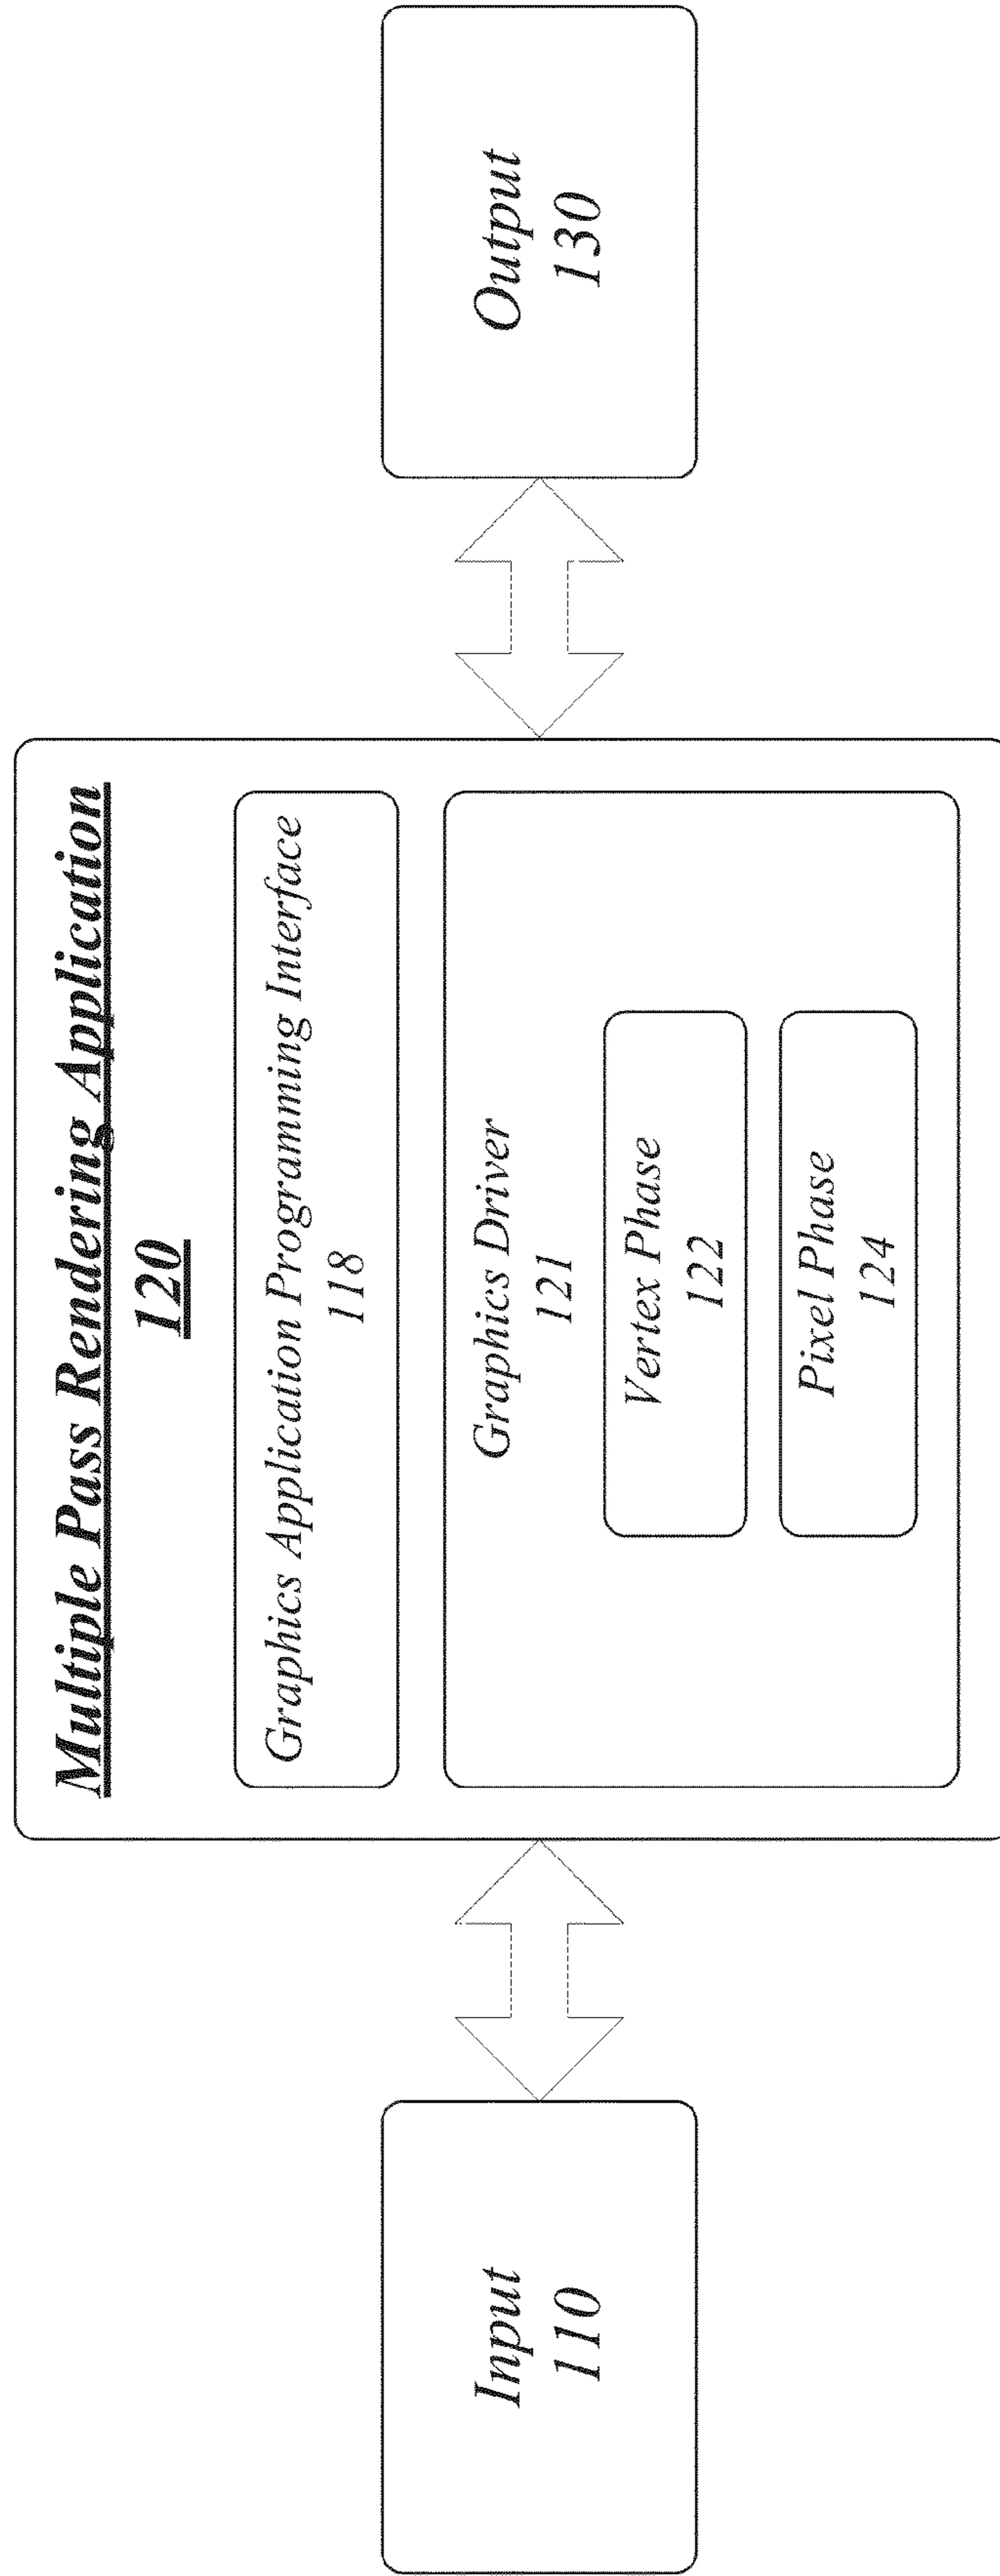 Input
110
Multiple Pass Rendering Application
120
Graphics Application Programming Interface
118
Graphics Driver
121
Vertex Phase
122
Pixel Phase
124
Output
130